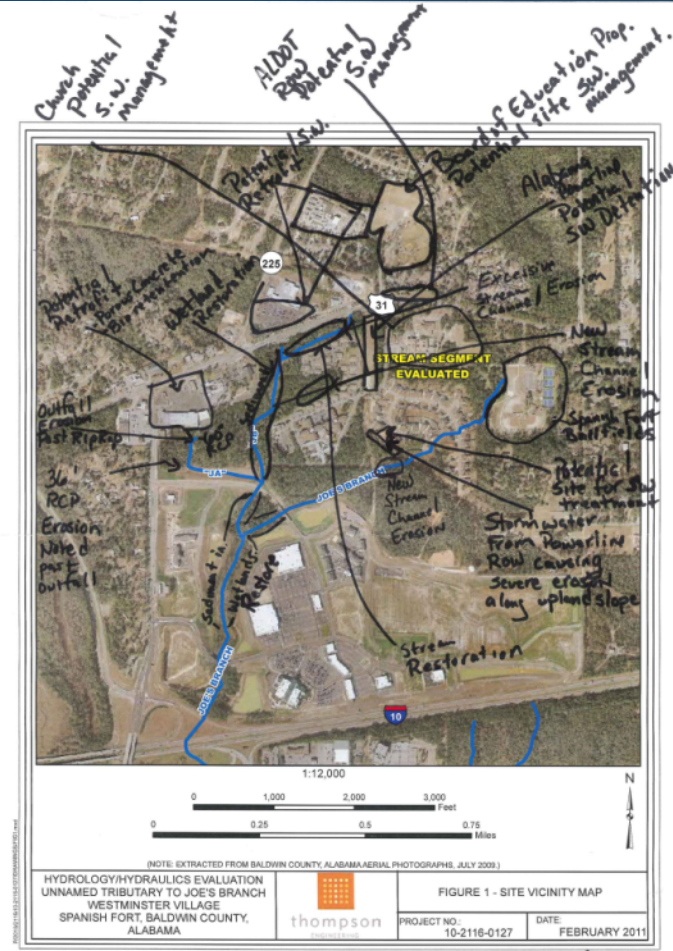 Church
Potential
S.W.
Management
ALDOT
Row
Potential
S.W
management
Board of Education Prop.
Potential site S.W.
management.
Potential S.W.
Retrofit
Alabama
Powerline
Potential
SW Detention
225
31
Excessive
Stream
Channel Erosion
Wetland
Restoration
Potential
Retrofit
Porous Concrete
Bioretention
STREAM SEGMENT
EVALUATED
New
Stream
Channel
Erosion
Spanish Fort
Ballfields
Outfall
Erosion
Past RipRap
36"
RCP
Erosion
Noted
past
outfall
"JA"
JOE'S BRANCH
New
Stream
Channel
Erosion
Potential
Site for SW
treatment
Stormwater
From Powerline
Row causing
severe erosion
along upland slope
Sediment in
Wetlands
Restore
Stream
Restoration
JOE'S BRANCH
10
1:12,000
0 1,000 2,000 3,000
Feet
0 0.25 0.5 0.75
Miles
N
(NOTE: EXTRACTED FROM BALDWIN COUNTY, ALABAMA AERIAL PHOTOGRAPHS, JULY 2009.)
HYDROLOGY/HYDRAULICS EVALUATION
UNNAMED TRIBUTARY TO JOE'S BRANCH
WESTMINSTER VILLAGE
SPANISH FORT, BALDWIN COUNTY,
ALABAMA
thompson
ENGINEERING
FIGURE 1 - SITE VICINITY MAP
PROJECT NO.:
10-2116-0127
DATE:
FEBRUARY 2011